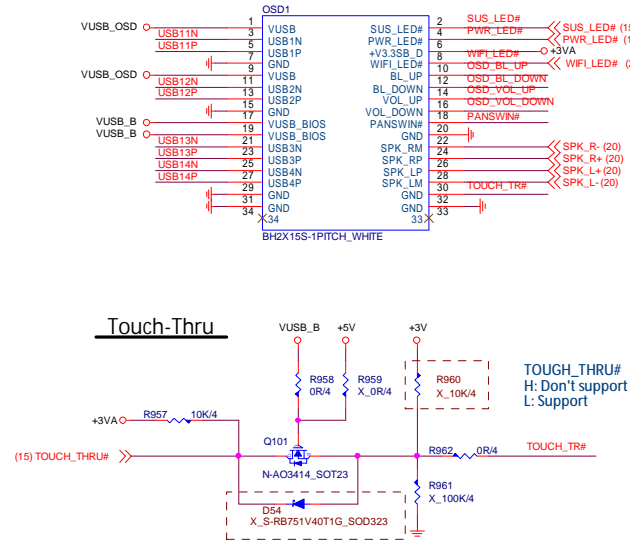 OSD1
VUSB_OSD 1 VUSB SUS_LED# 2 SUS_LED# SUS_LED# (15
USB11N 3 USB1N PWR_LED# 4 PWR_LED# PWR_LED# (1
USB11P 5 USB1P +V3.3SB_D 6 +3VA
7 GND WIFI_LED# 8 WIFI_LED# WIFI_LED# (2
VUSB_OSD 9 VUSB BL_UP 10 OSD_BL_UP
USB12N 11 USB2N BL_DOWN 12 OSD_BL_DOWN
USB12P 13 USB2P VOL_UP 14 OSD_VOL_UP
15 GND VOL_DOWN 16 OSD_VOL_DOWN
VUSB_B 17 VUSB_BIOS PANSWIN# 18 PANSWIN#
19 VUSB_BIOS GND 20
USB13N 21 USB3N SPK_RM 22 SPK_R- (20)
USB13P 23 USB3P SPK_RP 24 SPK_R+ (20)
USB14N 25 USB4N SPK_LP 26 SPK_L+ (20)
USB14P 27 USB4P SPK_LM 28 SPK_L- (20)
29 GND GND 30 TOUCH_TR#
31 GND GND 32
34 34 33 33
BH2X15S-1PITCH_WHITE
Touch-Thru
VUSB_B +5V +3V
R958 0R/4
R959 X_0R/4
R960 X_10K/4
TOUGH_THRU#
H: Don't support
L: Support
+3VA R957 10K/4
(15) TOUCH_THRU#
Q101
N-AO3414_SOT23
R962 0R/4 TOUCH_TR#
R961 X_100K/4
D54
X_S-RB751V40T1G_SOD323